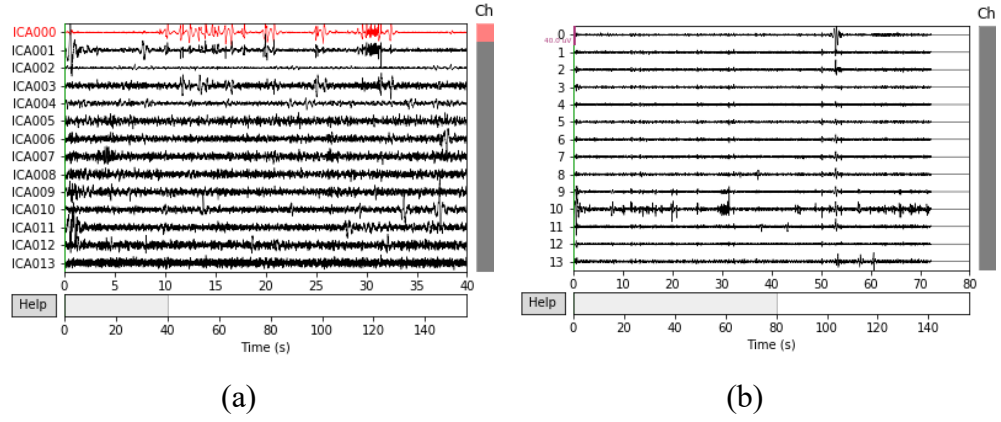 Ch
ICA000
ICA001
ICA002
ICA003
ICA004
ICA005
ICA006
ICA007
ICA008
ICA009
ICA010
ICA011
ICA012
ICA013
0 5 10 15 20 25 30 35 40
Help
0 20 40 60 80 100 120 140
Time (s)
(a)
Ch
0
40.0 uV
1
2
3
4
5
6
7
8
9
10
11
12
13
0 10 20 30 40 50 60 70 80
Help
0 20 40 60 80 100 120 140
Time (s)
(b)